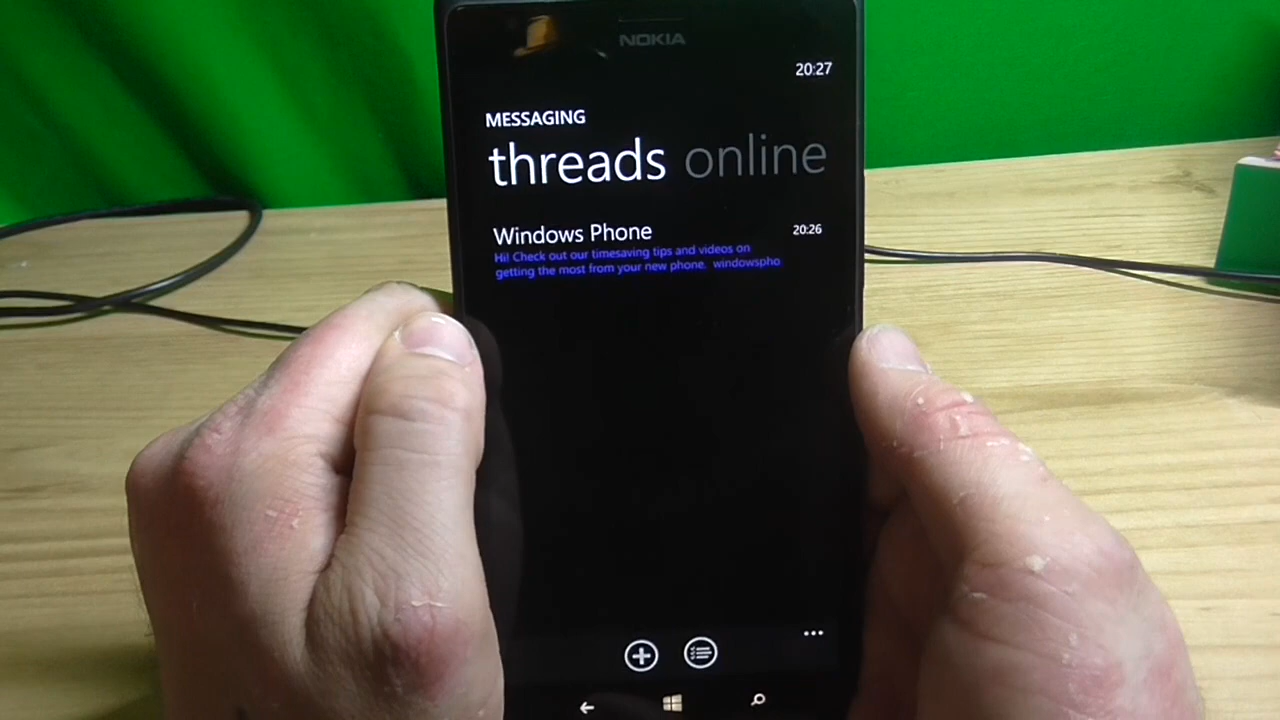 NOKIA
20:27
MESSAGING
threads online
Windows Phone 20:26
Hi! Check out our timesaving tips and videos on
getting the most from your new phone. windowspho